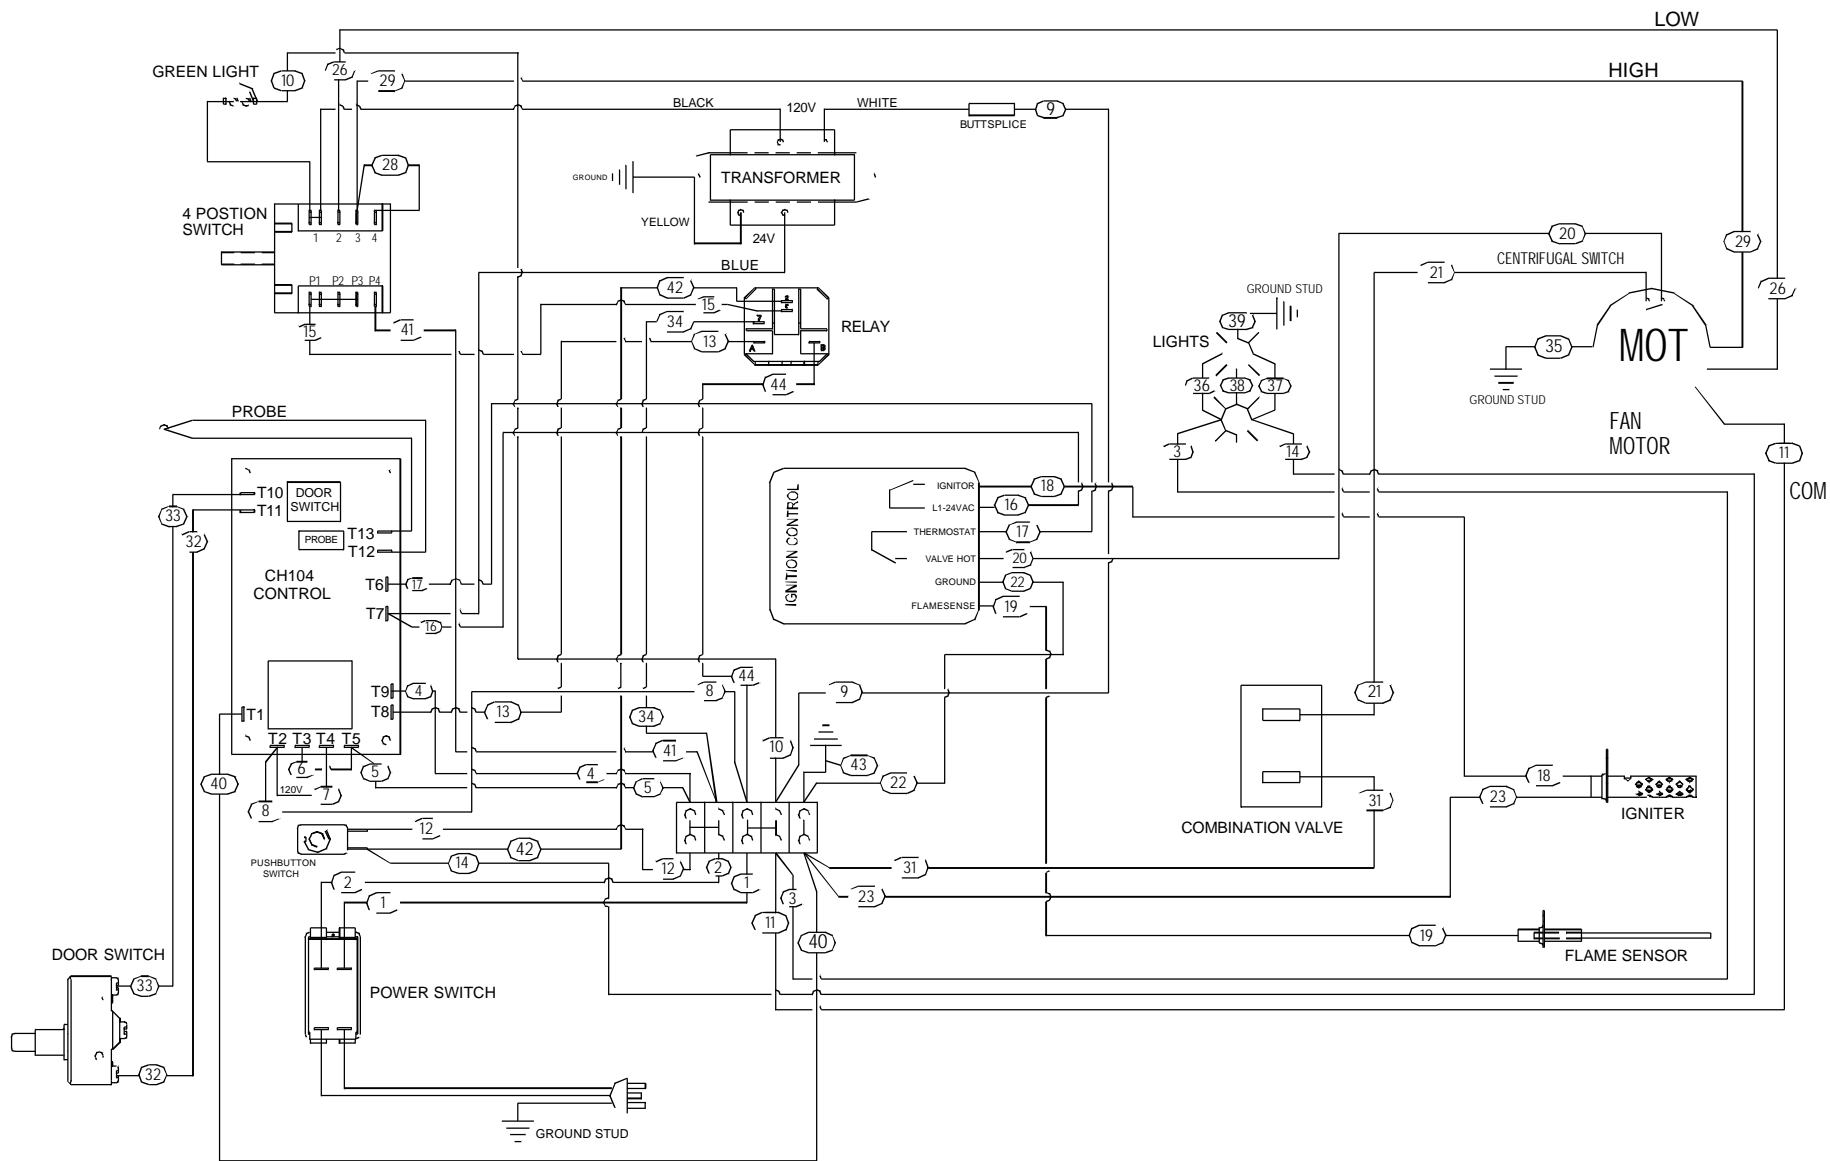 LOW
GREEN LIGHT
10
26
29
HIGH
BLACK
120V
WHITE
9
BUTTSPLICE
28
GROUND
TRANSFORMER
4 POSTION
SWITCH
YELLOW
24V
1
2
3
4
BLUE
20
29
CENTRIFUGAL SWITCH
21
26
P1
P2
P3
P4
42
15
34
13
7
A
B
RELAY
44
15
41
GROUND STUD
39
LIGHTS
36
38
37
3
14
35
GROUND STUD
MOT
FAN
MOTOR
11
COM
PROBE
T10
T11
DOOR
SWITCH
33
32
T13
PROBE
T12
CH104
CONTROL
T6
17
T7
16
T9
4
T8
13
T1
T2
T3
T4
T5
6
5
120V
7
8
40
IGNITION CONTROL
IGNITOR
18
L1-24VAC
16
THERMOSTAT
17
VALVE HOT
20
GROUND
22
FLAMESENSE
19
8
44
34
9
41
10
43
4
5
22
21
COMBINATION VALVE
31
18
23
IGNITER
PUSHBUTTON
SWITCH
12
42
14
12
2
1
2
1
3
11
40
31
23
19
FLAME SENSOR
POWER SWITCH
DOOR SWITCH
33
32
GROUND STUD